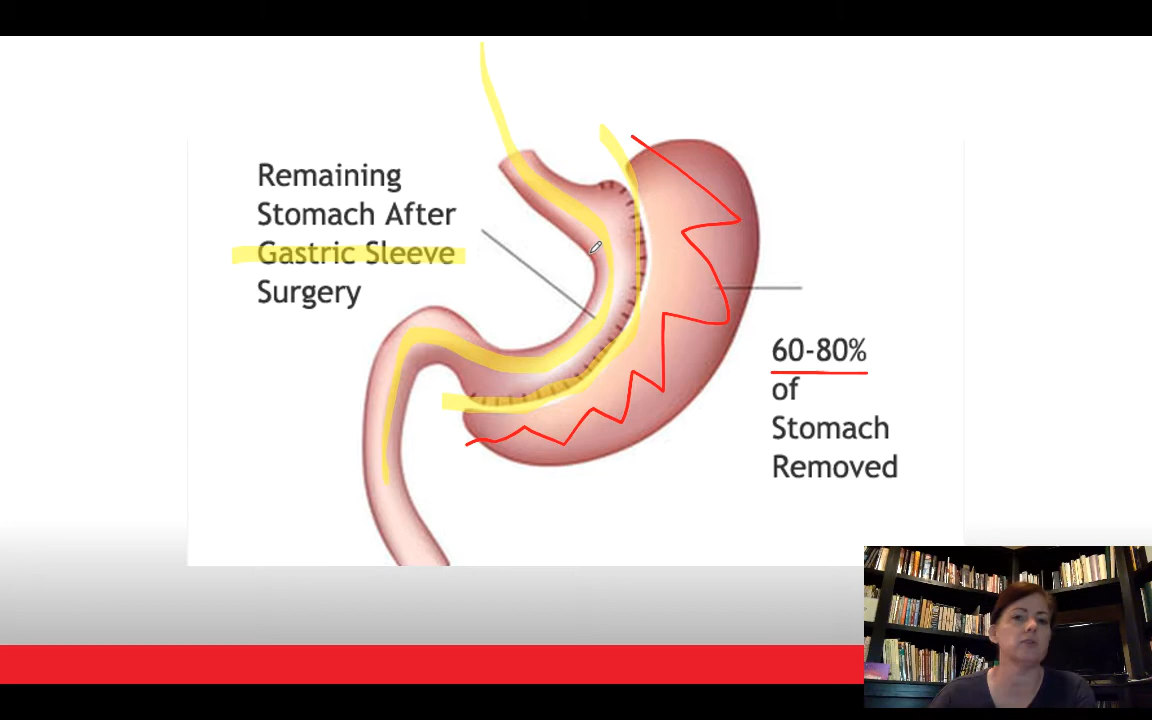 Remaining
Stomach After
Gastric Sleeve
Surgery
60-80%
of
Stomach
Removed